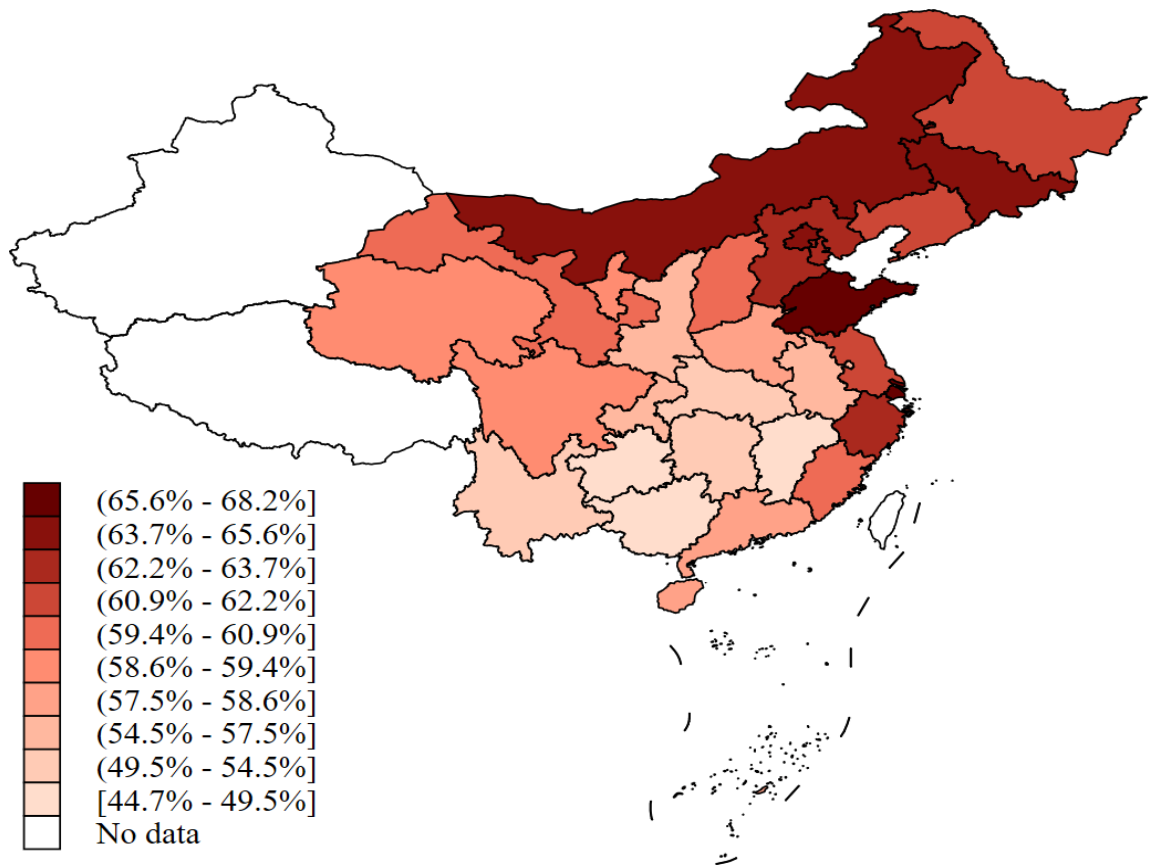 (65.6% - 68.2%]
(63.7% - 65.6%]
(62.2% - 63.7%]
(60.9% - 62.2%]
(59.4% - 60.9%]
(58.6% - 59.4%]
(57.5% - 58.6%]
(54.5% - 57.5%]
(49.5% - 54.5%]
[44.7% - 49.5%]
No data